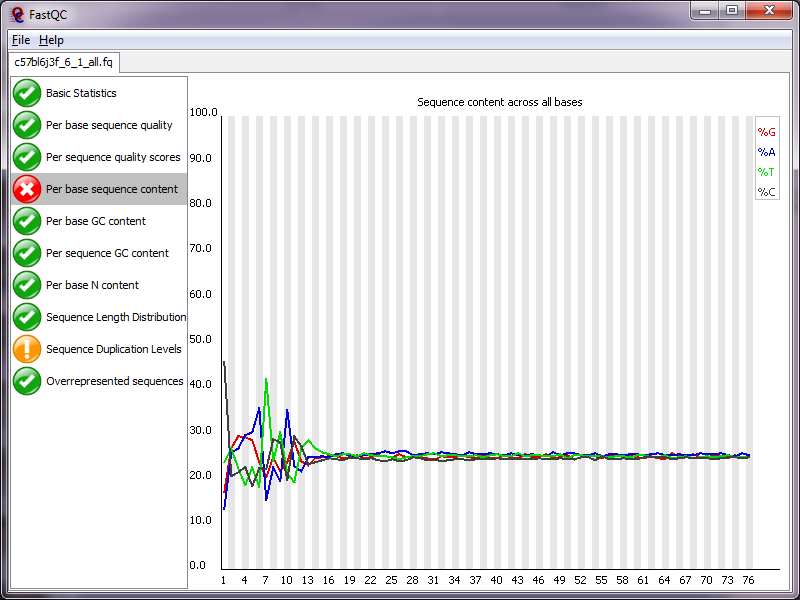 FastQC
File Help
c57bl6j3f_6_1_all.fq
Basic Statistics
Per base sequence quality
Per sequence quality scores
Per base sequence content
Per base GC content
Per sequence GC content
Per base N content
Sequence Length Distribution
Sequence Duplication Levels
Overrepresented sequences
Sequence content across all bases
100.0
90.0
80.0
70.0
60.0
50.0
40.0
30.0
20.0
10.0
0.0
1 4 7 10 13 16 19 22 25 28 31 34 37 40 43 46 49 52 55 58 61 64 67 70 73 76
%G
%A
%T
%C